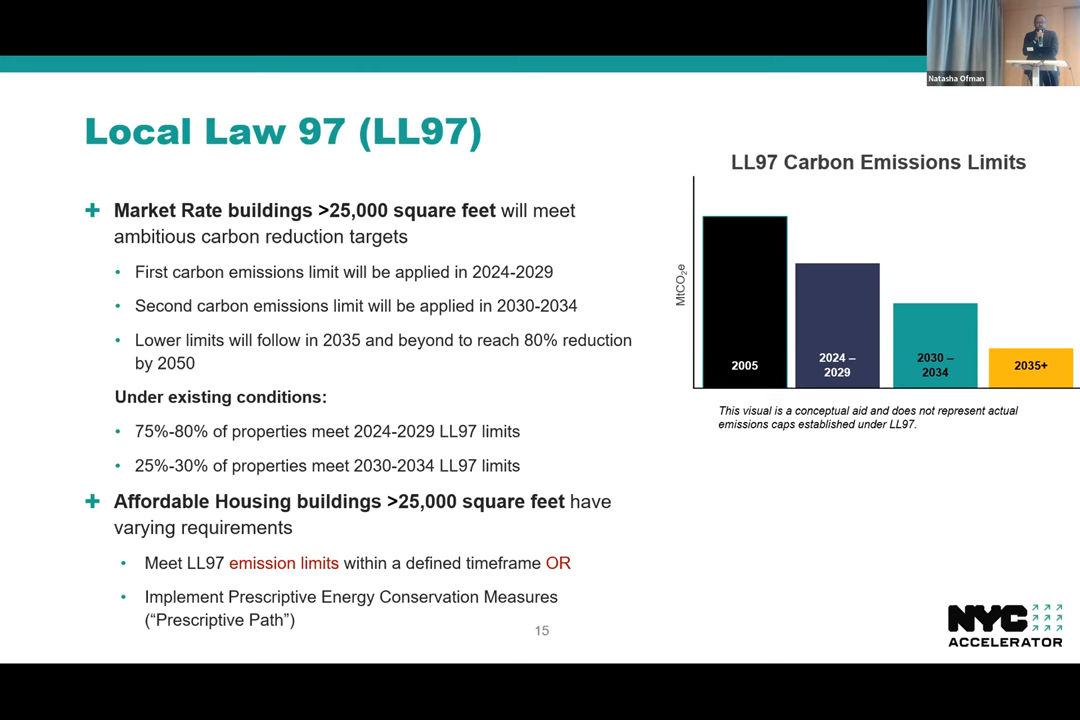 Natasha Ofman
Local Law 97 (LL97)
Market Rate buildings >25,000 square feet will meet
ambitious carbon reduction targets
• First carbon emissions limit will be applied in 2024-2029
• Second carbon emissions limit will be applied in 2030-2034
• Lower limits will follow in 2035 and beyond to reach 80% reduction
by 2050
Under existing conditions:
• 75%-80% of properties meet 2024-2029 LL97 limits
• 25%-30% of properties meet 2030-2034 LL97 limits
Affordable Housing buildings >25,000 square feet have
varying requirements
• Meet LL97 emission limits within a defined timeframe OR
• Implement Prescriptive Energy Conservation Measures
(“Prescriptive Path”)
LL97 Carbon Emissions Limits
MtCO₂e
2005
2024 –
2029
2030 –
2034
2035+
This visual is a conceptual aid and does not represent actual
emissions caps established under LL97.
15
NYC
ACCELERATOR